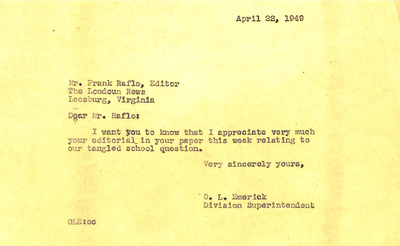 April 22, 1949
Mr. Frank Raflo, Editor
The Loudoun News
Leesburg, Virginia
Dear Mr. Raflo:
I want you to know that I appreciate very much
your editorial in your paper this week relating to
our tangled school question.
Very sincerely yours,
O. L. Emerick
Division Superintendent
OLE:oc